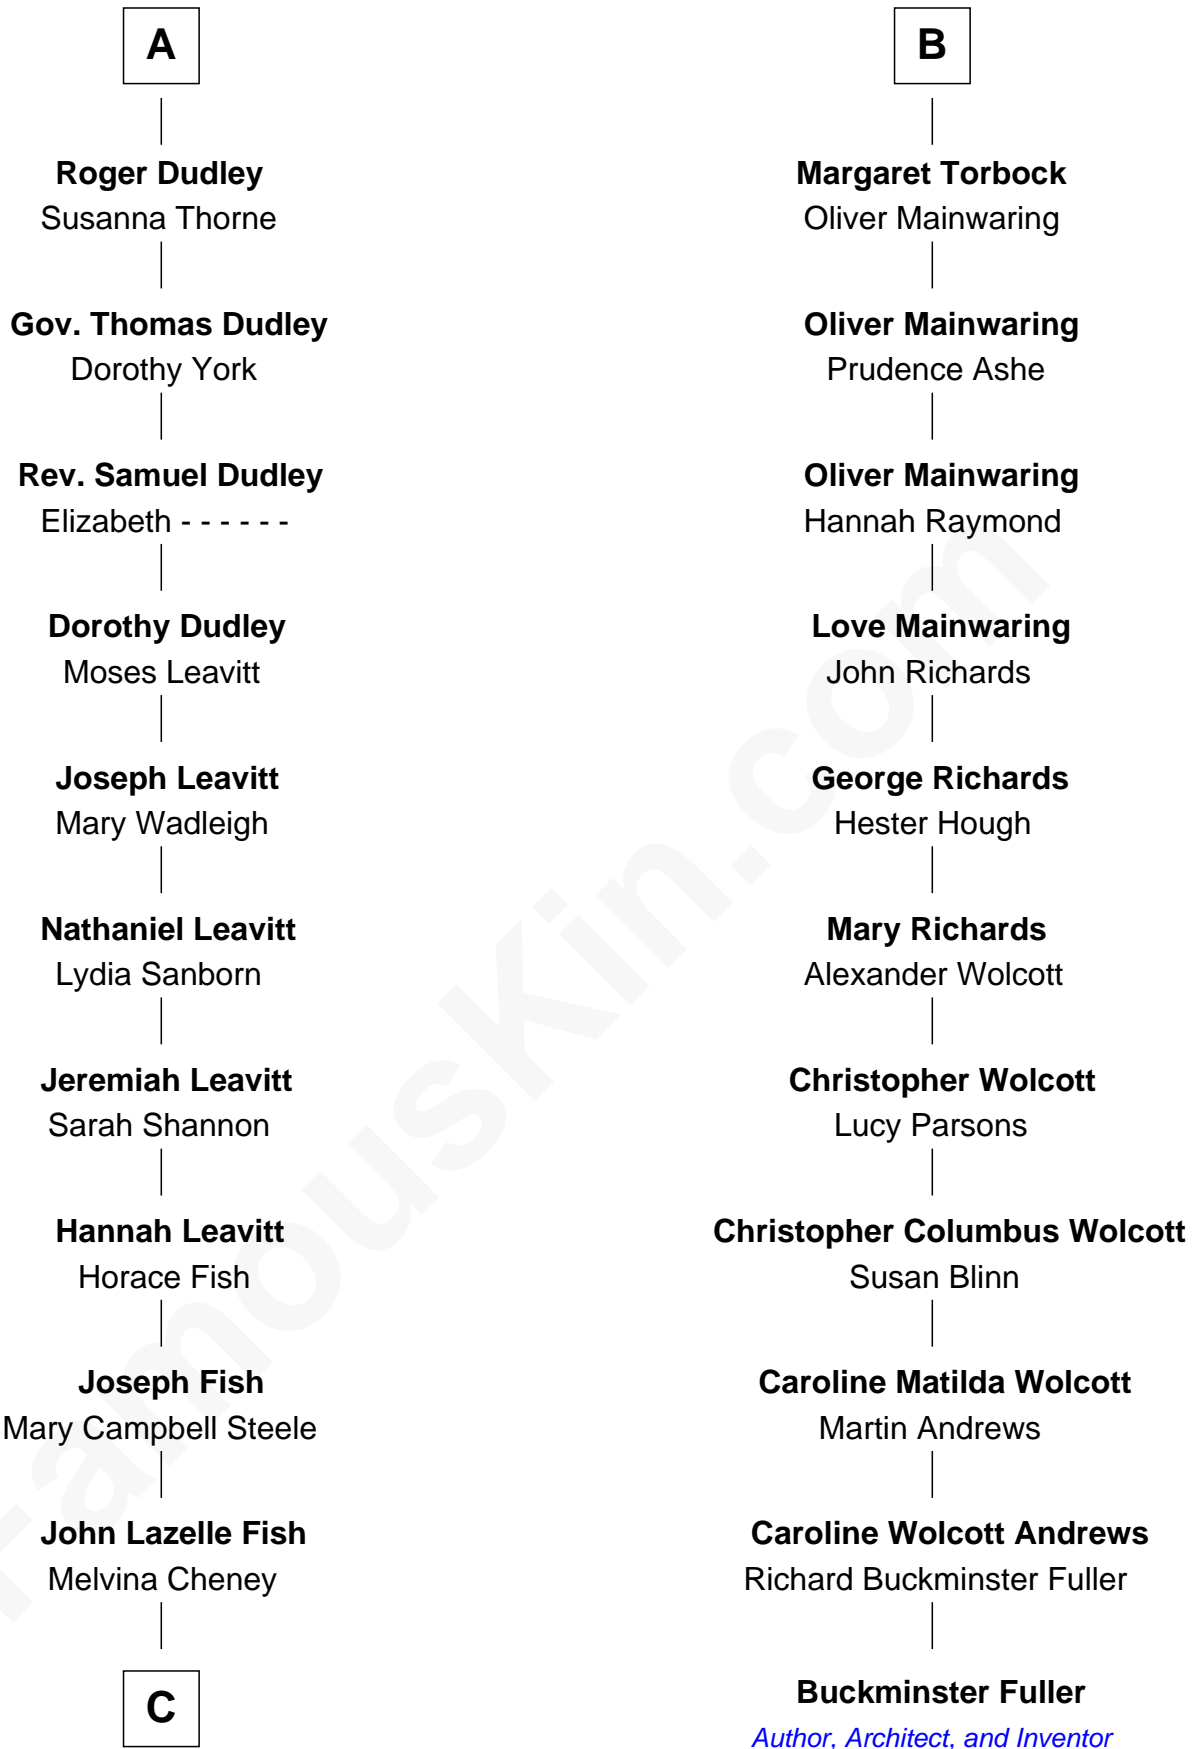 A
Roger Dudley
Susanna Thorne
Gov. Thomas Dudley
Dorothy York
Rev. Samuel Dudley
Elizabeth - - - - - -
Dorothy Dudley
Moses Leavitt
Joseph Leavitt
Mary Wadleigh
Nathaniel Leavitt
Lydia Sanborn
Jeremiah Leavitt
Sarah Shannon
Hannah Leavitt
Horace Fish
Joseph Fish
Mary Campbell Steele
John Lazelle Fish
Melvina Cheney
C
B
Margaret Torbock
Oliver Mainwaring
Oliver Mainwaring
Prudence Ashe
Oliver Mainwaring
Hannah Raymond
Love Mainwaring
John Richards
George Richards
Hester Hough
Mary Richards
Alexander Wolcott
Christopher Wolcott
Lucy Parsons
Christopher Columbus Wolcott
Susan Blinn
Caroline Matilda Wolcott
Martin Andrews
Caroline Wolcott Andrews
Richard Buckminster Fuller
Buckminster Fuller
Author, Architect, and Inventor
FamousKin.com